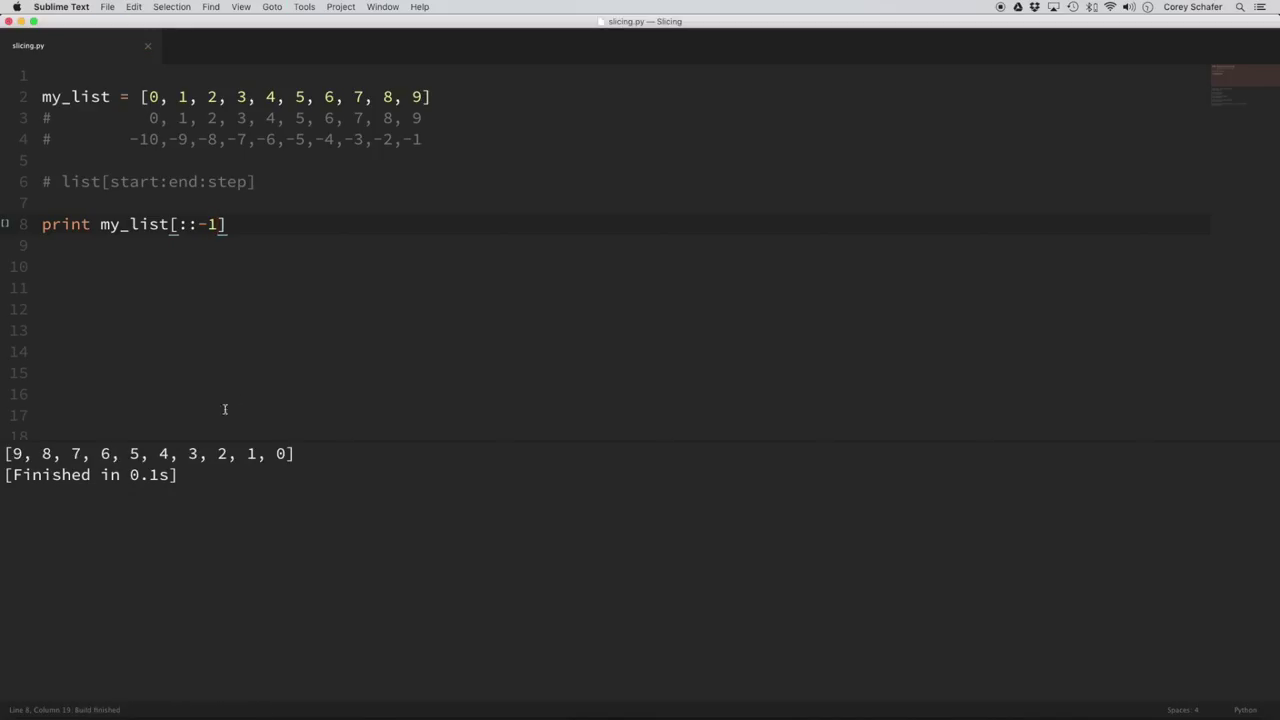 Sublime Text File Edit Selection Find View Goto Tools Project Window Help Corey Schafer
slicing.py — Slicing
slicing.py
1
2 my_list = [0, 1, 2, 3, 4, 5, 6, 7, 8, 9]
3 # 0, 1, 2, 3, 4, 5, 6, 7, 8, 9
4 # -10,-9,-8,-7,-6,-5,-4,-3,-2,-1
5
6 # list[start:end:step]
7
8 print my_list[::-1]
9
10
11
12
13
14
15
16
17
18
[9, 8, 7, 6, 5, 4, 3, 2, 1, 0]
[Finished in 0.1s]
Line 8, Column 19: Build finished Spaces: 4 Python